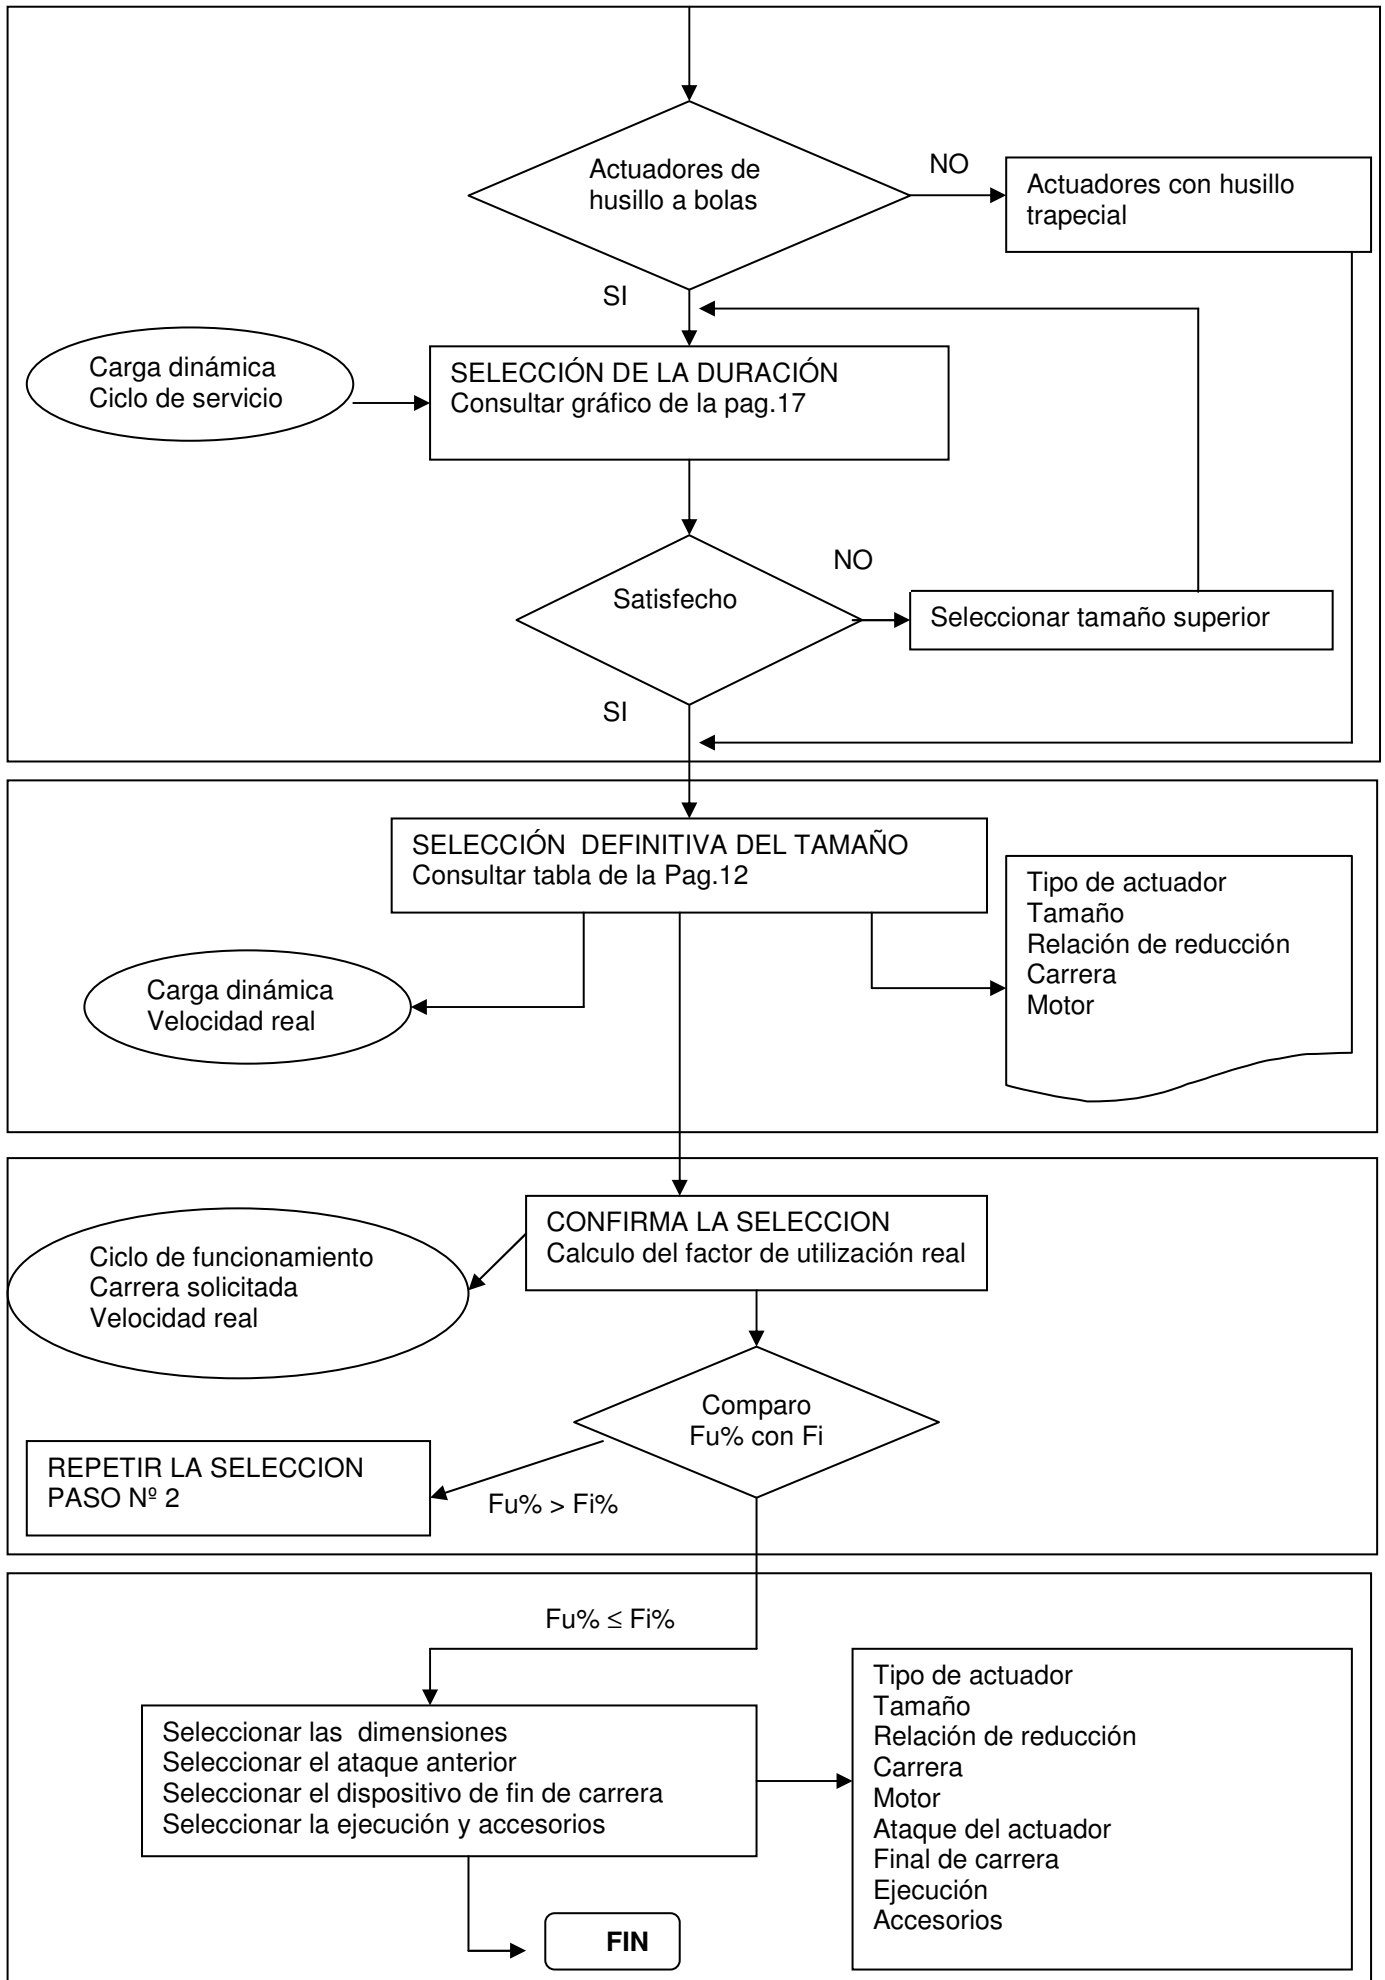 Actuadores de
husillo a bolas
NO
Actuadores con husillo
trapecial
SI
Carga dinámica
Ciclo de servicio
SELECCIÓN DE LA DURACIÓN
Consultar gráfico de la pag.17
Satisfecho
NO
Seleccionar tamaño superior
SI
SELECCIÓN  DEFINITIVA DEL TAMAÑO
Consultar tabla de la Pag.12
Tipo de actuador
Tamaño
Relación de reducción
Carrera
Motor
Carga dinámica
Velocidad real
CONFIRMA LA SELECCION
Calculo del factor de utilización real
Ciclo de funcionamiento
Carrera solicitada
Velocidad real
Comparo
Fu% con Fi
REPETIR LA SELECCION
PASO Nº 2
Fu% > Fi%
Fu% ≤ Fi%
Seleccionar las  dimensiones
Seleccionar el ataque anterior
Seleccionar el dispositivo de fin de carrera
Seleccionar la ejecución y accesorios
Tipo de actuador
Tamaño
Relación de reducción
Carrera
Motor
Ataque del actuador
Final de carrera
Ejecución
Accesorios
FIN